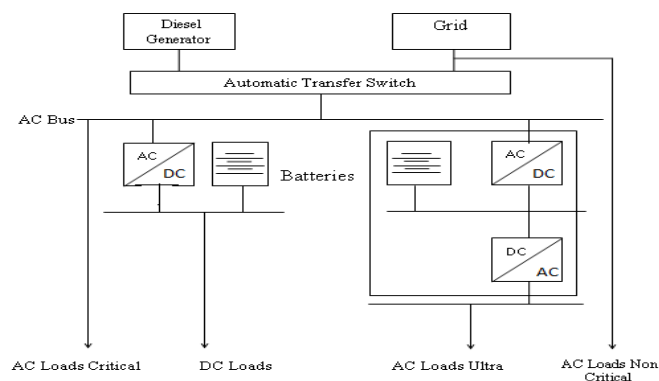 Diesel
Generator
Grid
Automatic Transfer Switch
AC Bus
AC
DC
Batteries
AC
DC
DC
AC
AC Loads Critical
DC Loads
AC Loads Ultra
AC Loads Non
Critical